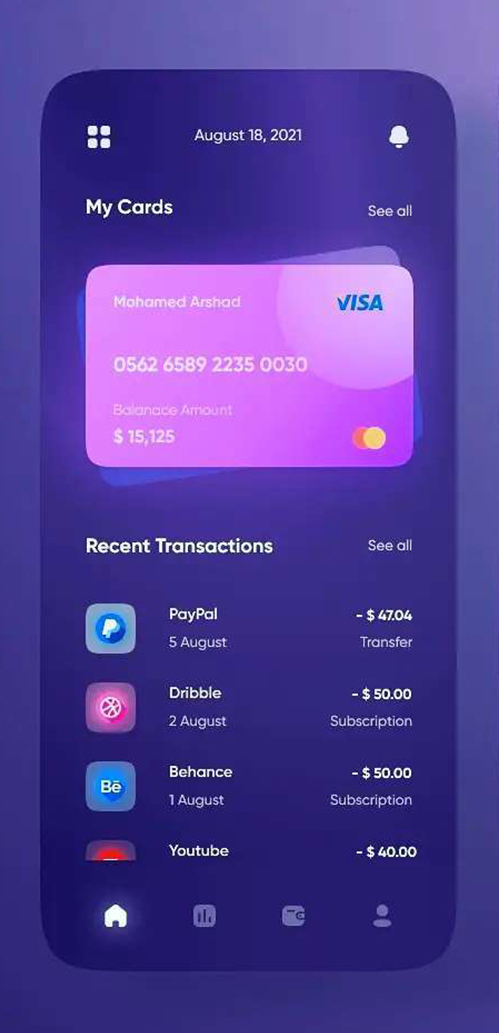 August 18, 2021
My Cards
See all
Mohamed Arshad
VISA
0562 6589 2235 0030
Balanace Amount
$ 15,125
Recent Transactions
See all
PayPal
- $ 47.04
5 August
Transfer
Dribble
- $ 50.00
2 August
Subscription
Bē
Behance
- $ 50.00
1 August
Subscription
Youtube
- $ 40.00